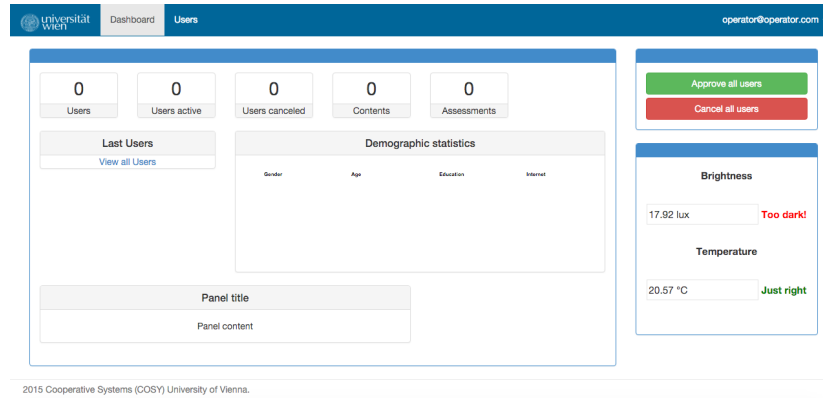 universität
wien
Dashboard
Users
operator@operator.com
0
Users
0
Users active
0
Users canceled
0
Contents
0
Assessments
Last Users
View all Users
Demographic statistics
Gender
Age
Education
Internet
Panel title
Panel content
Approve all users
Cancel all users
Brightness
17.92 lux
Too dark!
Temperature
20.57 °C
Just right
2015 Cooperative Systems (COSY) University of Vienna.